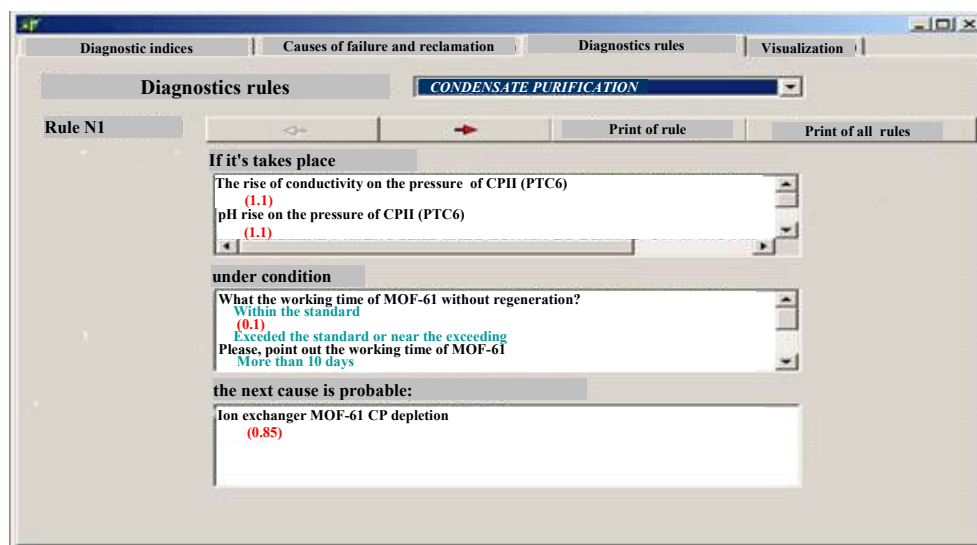 Diagnostic indices
Causes of failure and reclamation
Diagnostics rules
Visualization
Diagnostics rules
CONDENSATE PURIFICATION
Rule N1
Print of rule
Print of all rules
If it's takes place
The rise of conductivity on the pressure of CPII (PTC6)
(1.1)
pH rise on the pressure of CPII (PTC6)
(1.1)
under condition
What the working time of MOF-61 without regeneration?
Within the standard
(0.1)
Exceded the standard or near the exceeding
Please, point out the working time of MOF-61
More than 10 days
the next cause is probable:
Ion exchanger MOF-61 CP depletion
(0.85)